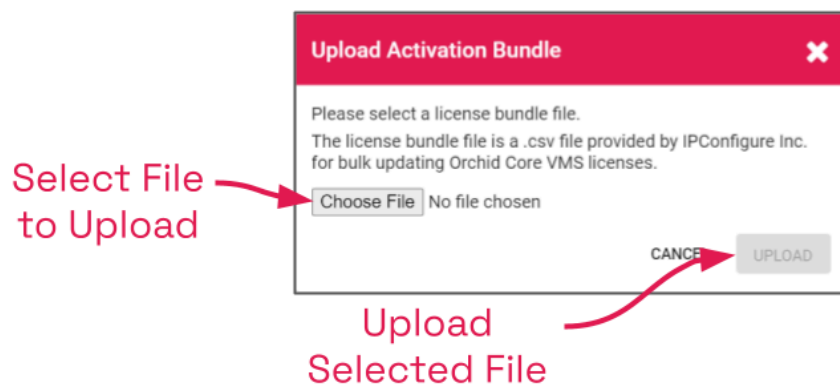 Upload Activation Bundle
Please select a license bundle file.
The license bundle file is a .csv file provided by IPConfigure Inc.
for bulk updating Orchid Core VMS licenses.
Select File
to Upload
Choose File No file chosen
CANCE UPLOAD
Upload
Selected File